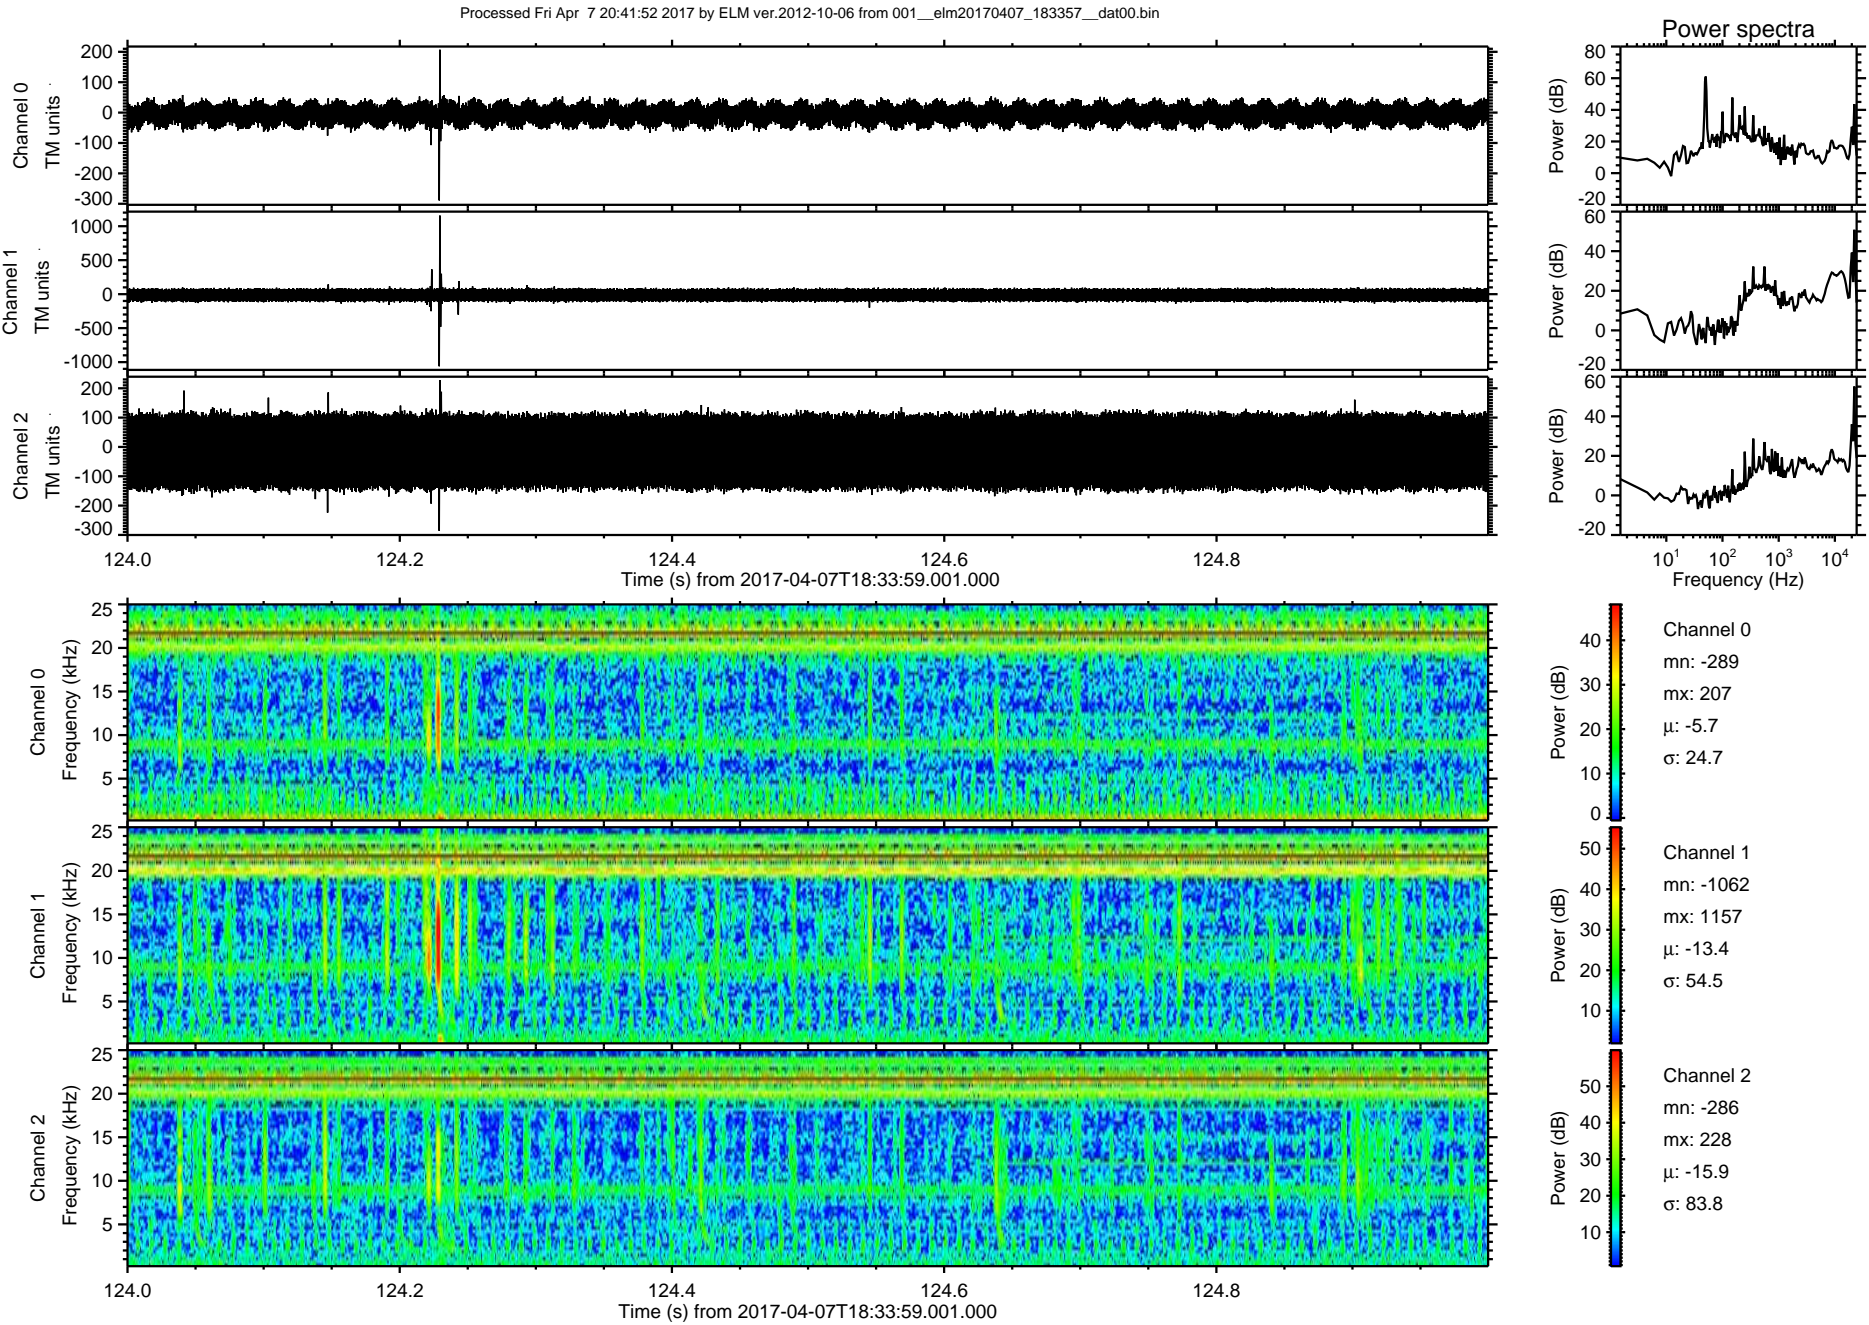 Processed Fri Apr  7 20:41:52 2017 by ELM ver.2012-10-06 from 001__elm20170407_183357__dat00.bin
Power spectra
Channel 0
TM units
200
100
0
-100
-200
-300
Power (dB)
80
60
40
20
0
-20
Channel 1
TM units
1000
500
0
-500
-1000
Power (dB)
60
40
20
0
-20
Channel 2
TM units
200
100
0
-100
-200
-300
Power (dB)
60
40
20
0
-20
124.0 124.2 124.4 124.6 124.8
Time (s) from 2017-04-07T18:33:59.001.000
10¹ 10² 10³ 10⁴
Frequency (Hz)
Channel 0
Frequency (kHz)
25
20
15
10
5
Power (dB)
40
30
20
10
0
Channel 0
mn: -289
mx: 207
μ: -5.7
σ: 24.7
Channel 1
Frequency (kHz)
25
20
15
10
5
Power (dB)
50
40
30
20
10
Channel 1
mn: -1062
mx: 1157
μ: -13.4
σ: 54.5
Channel 2
Frequency (kHz)
25
20
15
10
5
Power (dB)
50
40
30
20
10
Channel 2
mn: -286
mx: 228
μ: -15.9
σ: 83.8
124.0 124.2 124.4 124.6 124.8
Time (s) from 2017-04-07T18:33:59.001.000